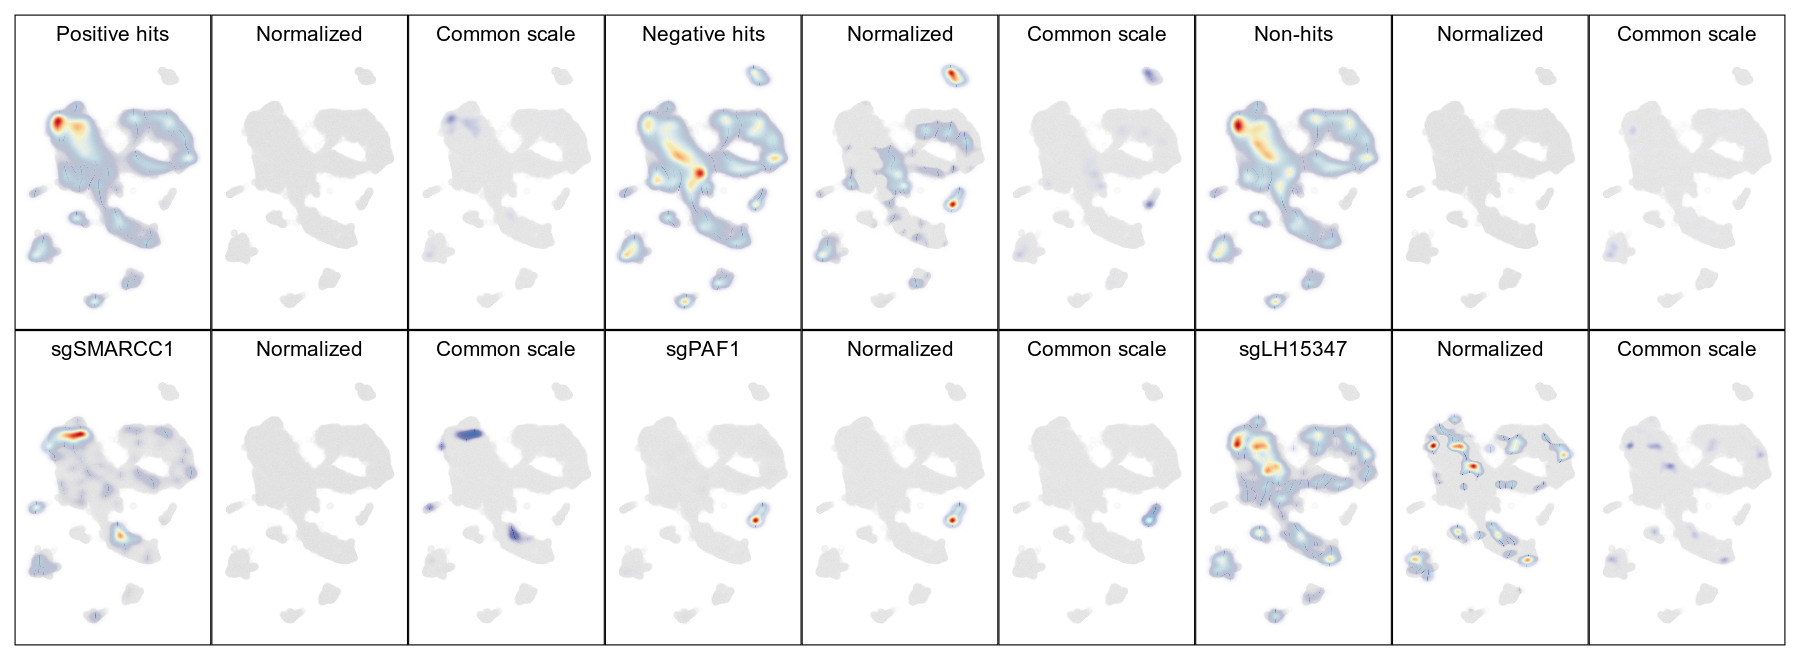 Positive hits Normalized Common scale Negative hits Normalized Common scale Non-hits Normalized Common scale
sgSMARCC1 Normalized Common scale sgPAF1 Normalized Common scale sgLH15347 Normalized Common scale